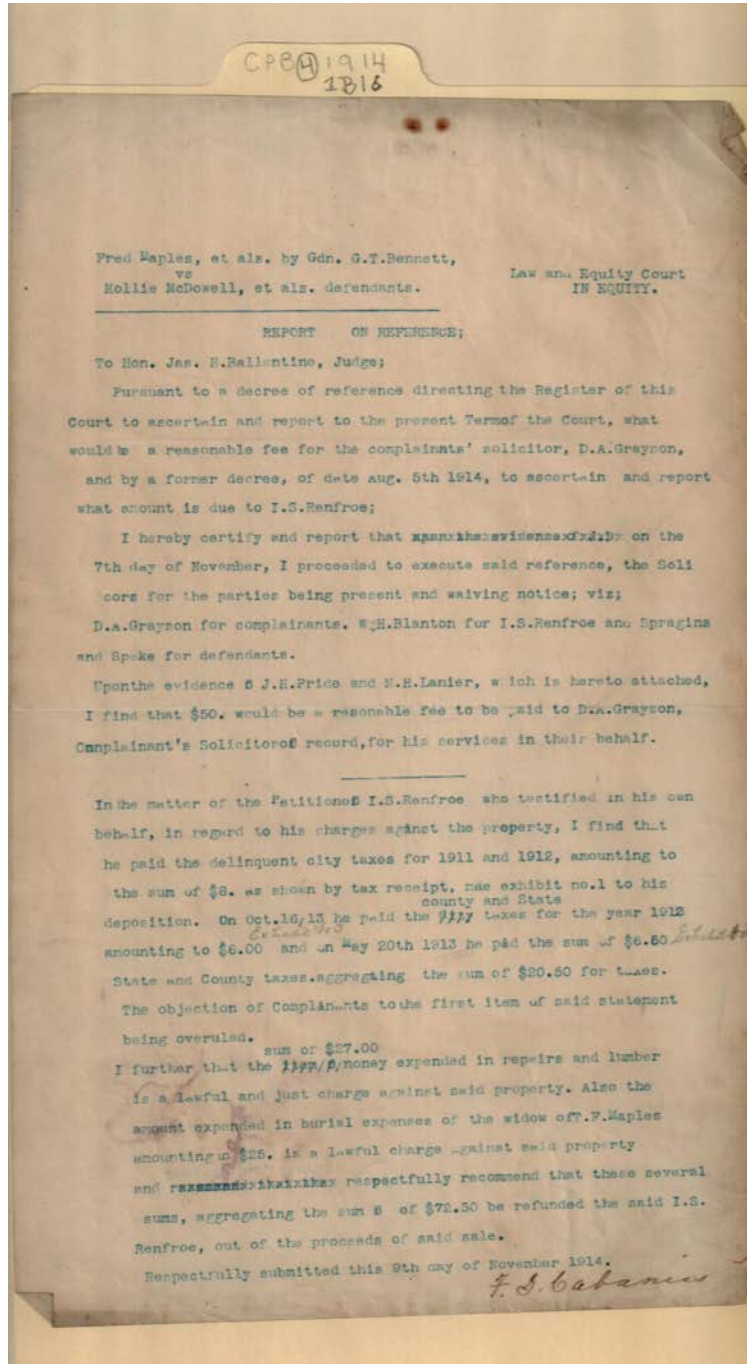 CPB 4 1914
1B16
Fred Maples, et als. by Gdn. G.T.Bennett,
vs
Mollie McDowell, et als. defendants.
Law and Equity Court
IN EQUITY.
REPORT ON REFERENCE;
To Hon. Jas. H.Ballentine, Judge;
Pursuant to a decree of reference directing the Register of this
Court to ascertain and report to the present Termof the Court, what
would be a reasonable fee for the complainats' solicitor, D.A.Grayson,
and by a former decree, of date Aug. 5th 1914, to ascertain and report
what amount is due to I.S.Renfroe;
I hereby certify and report that on the
7th day of November, I proceeded to execute said reference, the Soli
cors for the parties being present and waiving notice; viz;
D.A.Grayson for complainants. W.H.Blanton for I.S.Renfroe and Spragins
and Speke for defendants.
Uponthe evidence J.H.Pride and N.H.Lanier, w ich is hereto attached,
I find that $50. would be a resonable fee to be paid to D.A.Grayson,
Complainant's Solicitorof record,for his services in their behalf.
In the matter of the Petitionof I.S.Renfroe who testified in his own
behalf, in regard to his charges aginst the property, I find that
he paid the delinquent city taxes for 1911 and 1912, amounting to
the sum of $8. as shown by tax receipt, mae exhibit no.1 to his
county and State
deposition. On Oct.16/13 he paid the taxes for the year 1912
amounting to $6.00 and on May 20th 1913 he paid the sum of $6.50
State and County taxes.aggregating the sum of $20.50 for taxes.
The objection of Complanants to the first item of said statement
being overuled.
sum of $27.00
I further that the money expended in repairs and lumber
is a lawful and just charge against said property. Also the
amount expended in burial expenses of the widow ofT.F.Maples
amounting to $25. is a lawful charge against said property
and respectfully recommend that these several
sums, aggregating the sum of $72.50 be refunded the said I.S.
Renfroe, out of the proceeds of said sale.
Respectfully submitted this 9th day of November 1914.
F. D. Cabaniss